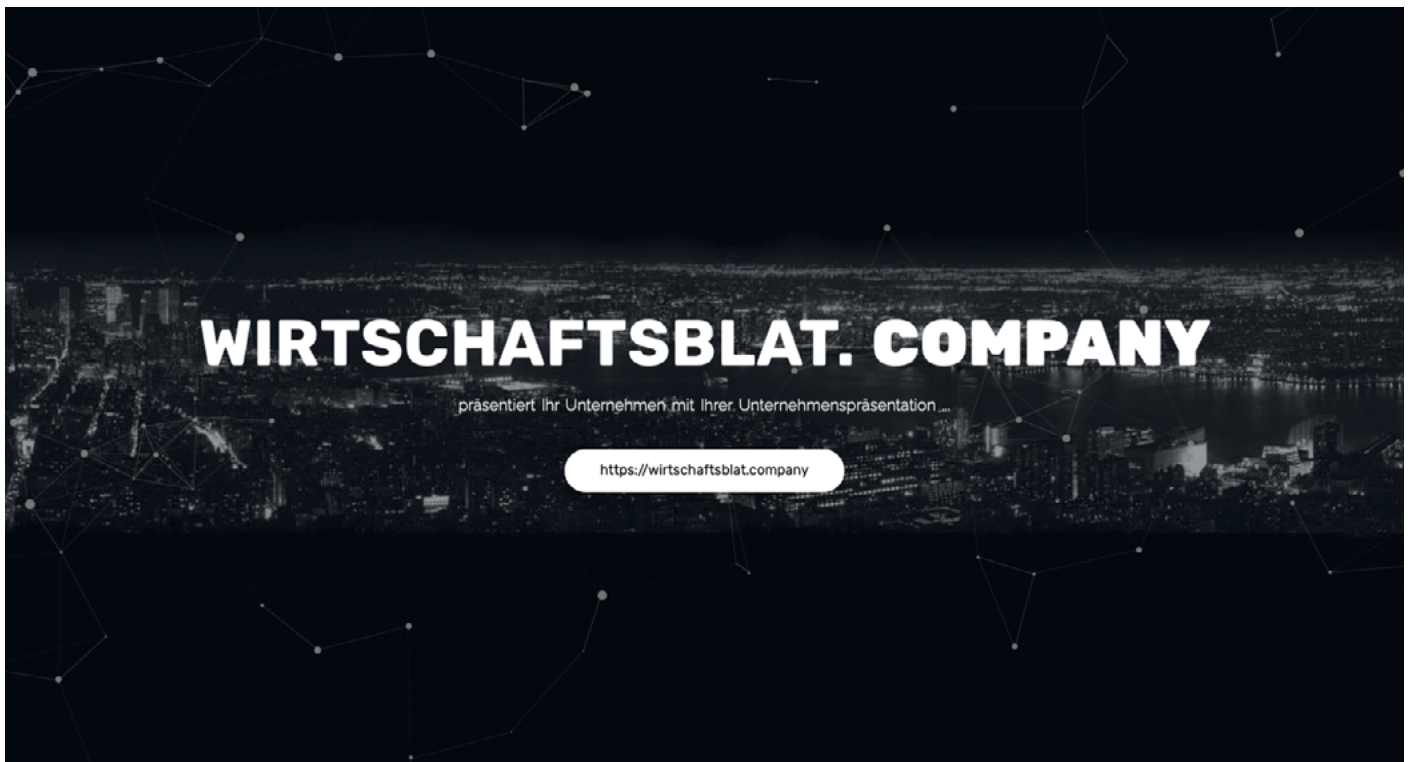 WIRTSCHAFTSBLAT. COMPANY
präsentiert Ihr Unternehmen mit Ihrer Unternehmenspräsentation ...
https://wirtschaftsblat.company